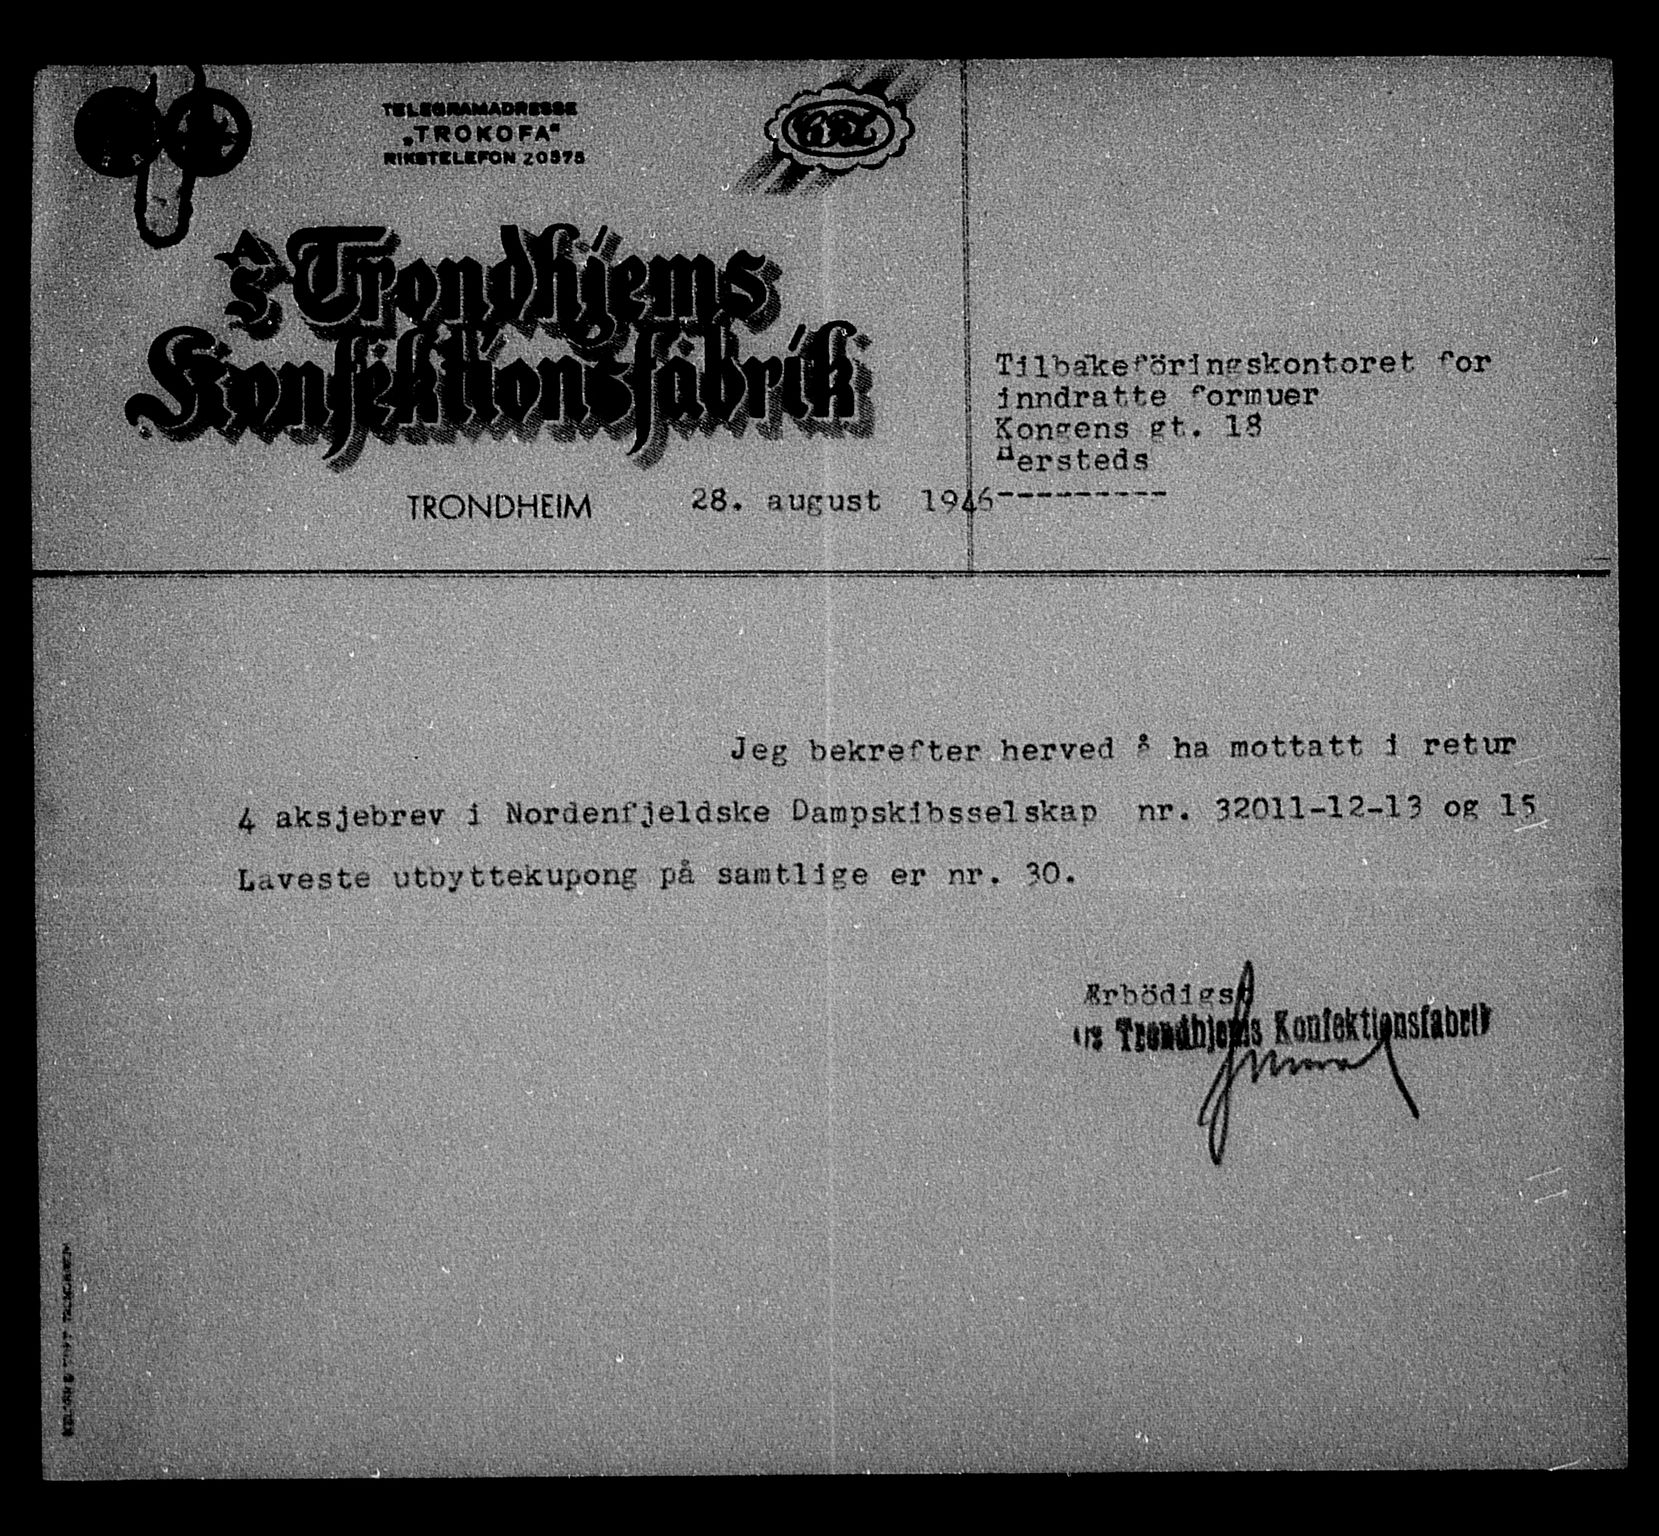 TELEGRAMADRESSE
„TROKOFA“
RIKSTELEFON 20575
A/S Trondhjems
Konfektionsfabrik
TRONDHEIM 28. august 1946
Tilbakeföringskontoret for
inndratte formuer
Kongens gt. 18
Hersteds
---------
Jeg bekrefter herved å ha mottatt i retur
4 aksjebrev i Nordenfjeldske Dampskibsselskap nr. 32011-12-13 og 15
Laveste utbyttekupong på samtlige er nr. 30.
Ærbödigst
A/S Trondhjems Konfektionsfabrik